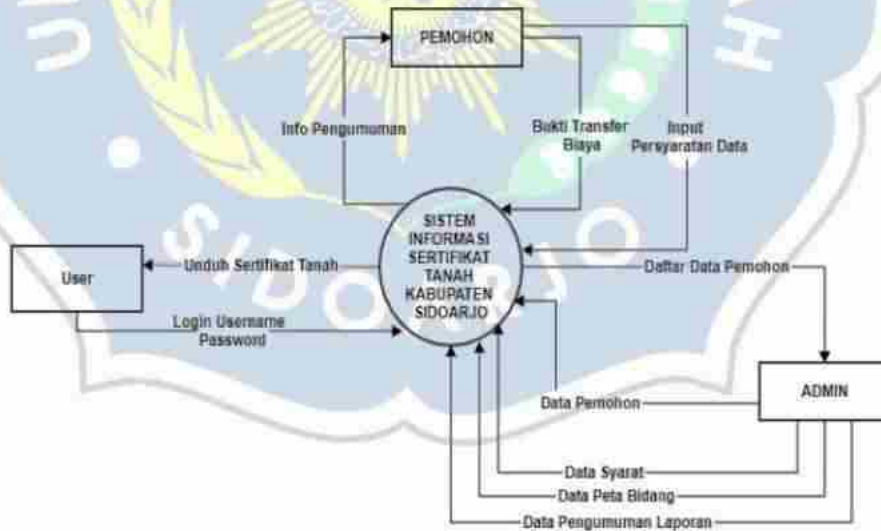 PEMOHON
Info Pengumuman
Bukti Transfer
Biaya
Input
Persyaratan Data
SISTEM
INFORMASI
SERTIFIKAT
TANAH
KABUPATEN
SIDOARJO
User
Unduh Sertifikat Tanah
Daftar Data Pemohon
Login Username
Password
ADMIN
Data Pemohon
Data Syarat
Data Peta Bidang
Data Pengumuman Laporan
SIDOARJO